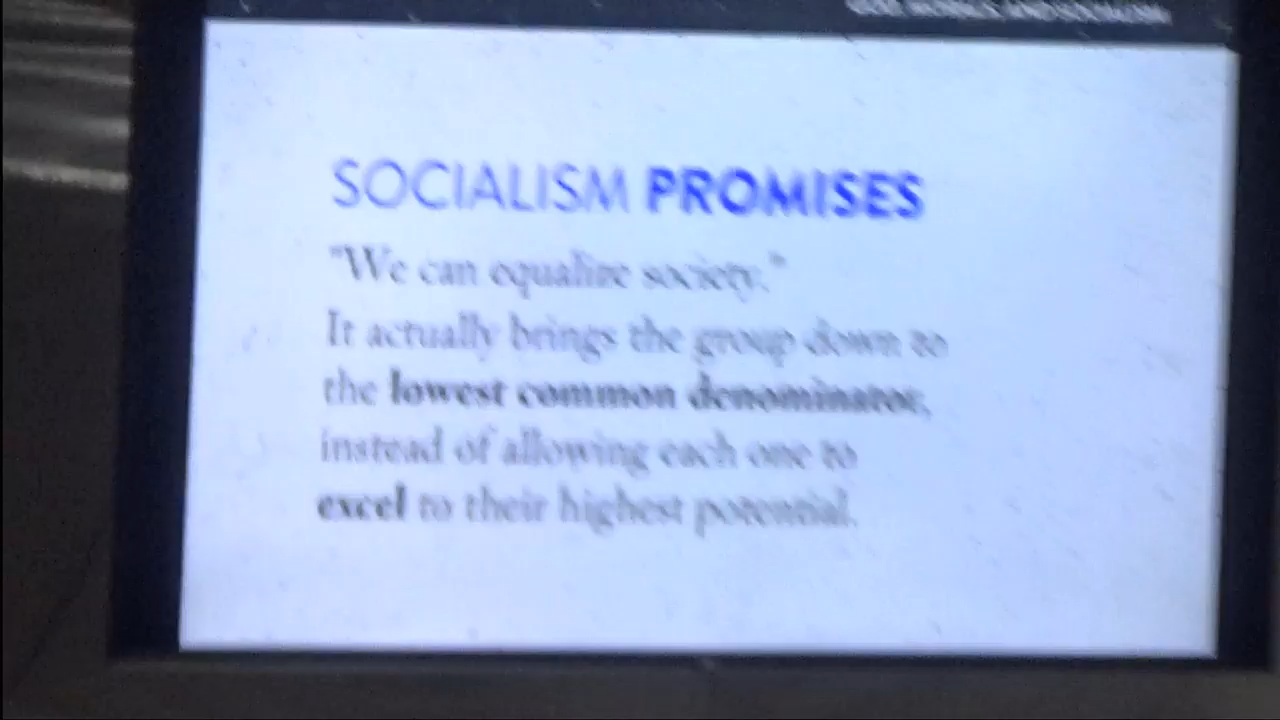 SOCIALISM PROMISES
"We can equalize society."
It actually brings the group down to
the lowest common denominator,
instead of allowing each one to
excel to their highest potential.